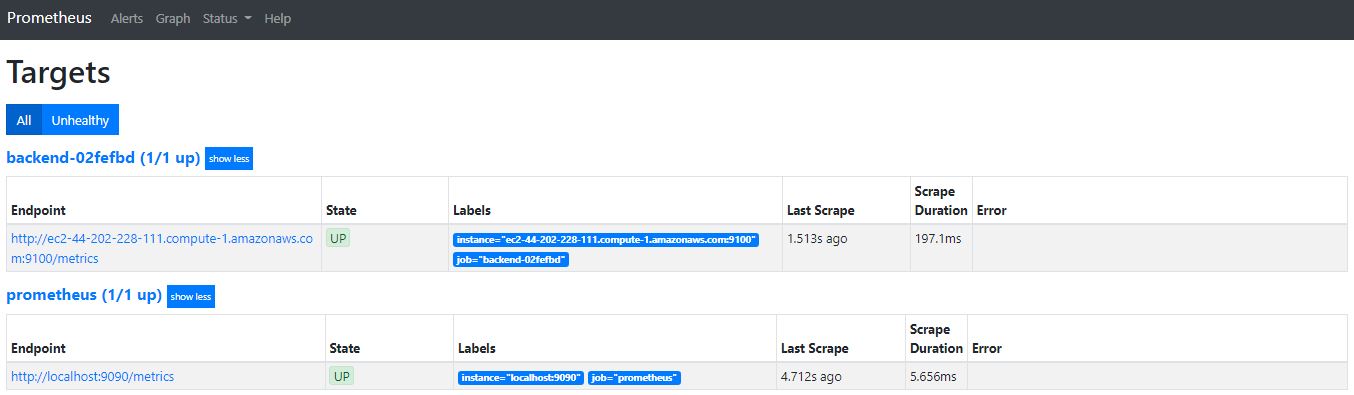 Prometheus Alerts Graph Status Help
Targets
All Unhealthy
backend-02fefbd (1/1 up) show less
Endpoint State Labels Last Scrape Scrape Duration Error
http://ec2-44-202-228-111.compute-1.amazonaws.co
m:9100/metrics
UP
instance="ec2-44-202-228-111.compute-1.amazonaws.com:9100"
job="backend-02fefbd"
1.513s ago
197.1ms
prometheus (1/1 up) show less
Endpoint State Labels Last Scrape Scrape Duration Error
http://localhost:9090/metrics UP instance="localhost:9090" job="prometheus" 4.712s ago 5.656ms